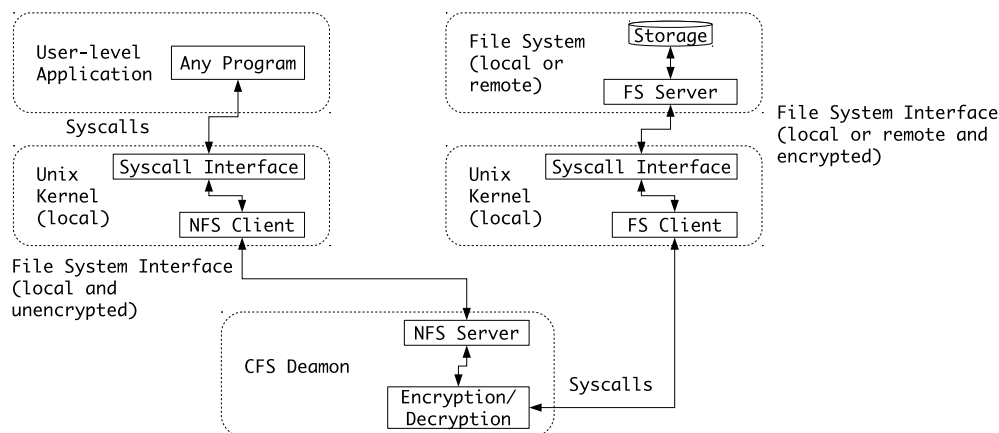 User-level
Application
Any Program
Syscalls
Unix
Kernel
(local)
Syscall Interface
NFS Client
File System Interface
(local and
unencrypted)
CFS Deamon
NFS Server
Encryption/
Decryption
Syscalls
Unix
Kernel
(local)
Syscall Interface
FS Client
File System
(local or
remote)
Storage
FS Server
File System Interface
(local or remote and
encrypted)